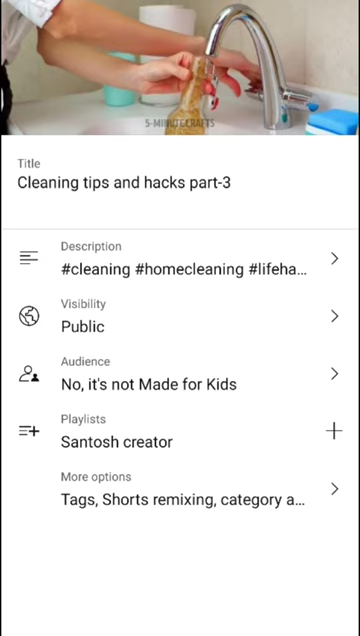 5-MINUTE CRAFTS
Title
Cleaning tips and hacks part-3
Description
#cleaning #homecleaning #lifeha...
Visibility
Public
Audience
No, it's not Made for Kids
Playlists
Santosh creator
More options
Tags, Shorts remixing, category a...